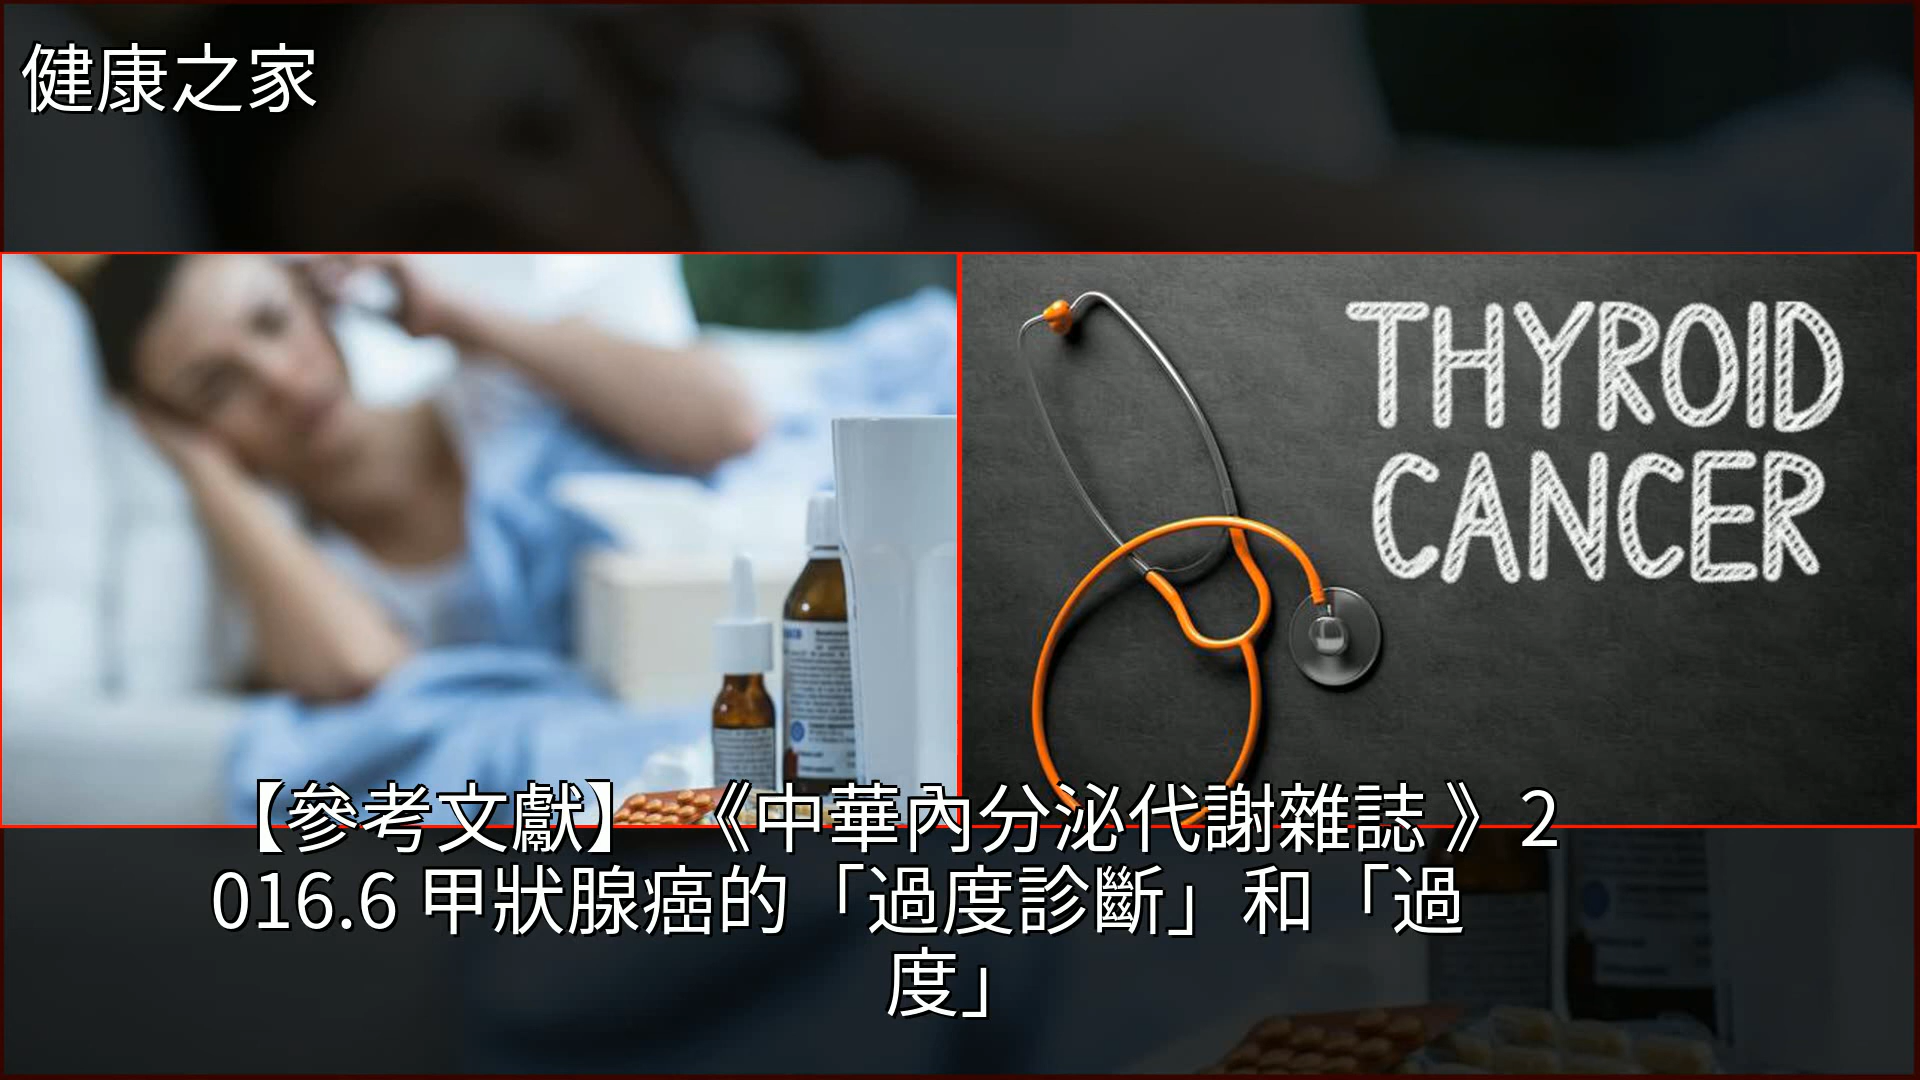 健康之家
THYROID
CANCER
【參考文獻】 《中華內分泌代謝雜誌 》2
016.6 甲狀腺癌的「過度診斷」和「過
度」